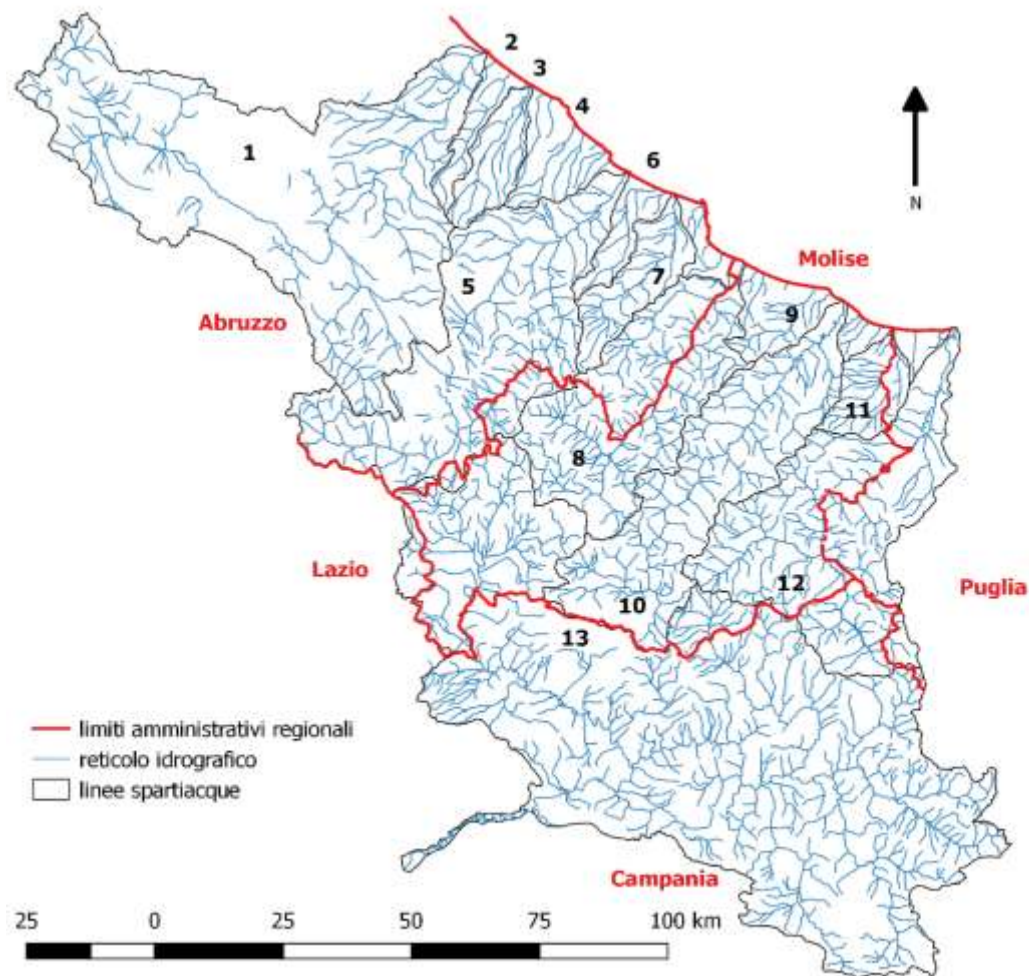 2
3
4
1
6
N
Molise
7
5
9
Abruzzo
11
8
Lazio
12
Puglia
10
13
limiti amministrativi regionali
reticolo idrografico
linee spartiacque
Campania
25 0 25 50 75 100 km